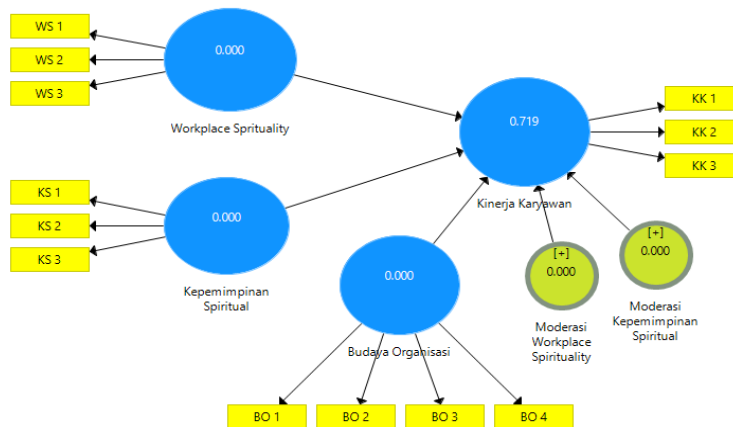 WS 1
WS 2
WS 3
0.000
Workplace Sprituality
KS 1
KS 2
KS 3
0.000
Kepemimpinan
Spiritual
0.719
Kinerja Karyawan
KK 1
KK 2
KK 3
0.000
Budaya Organisasi
BO 1
BO 2
BO 3
BO 4
[+]
0.000
Moderasi
Workplace
Spirituality
[+]
0.000
Moderasi
Kepemimpinan
Spiritual